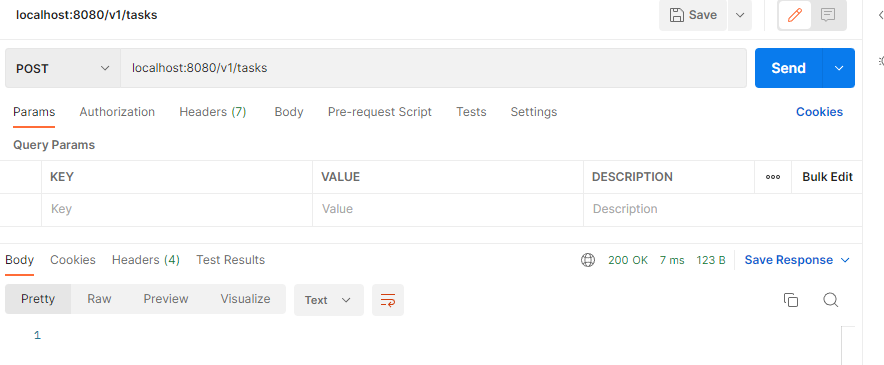 localhost:8080/v1/tasks
Save
POST
localhost:8080/v1/tasks
Send
Params Authorization Headers (7) Body Pre-request Script Tests Settings Cookies
Query Params
KEY VALUE DESCRIPTION ooo Bulk Edit
Key Value Description
Body Cookies Headers (4) Test Results 200 OK 7 ms 123 B Save Response
Pretty Raw Preview Visualize Text
1